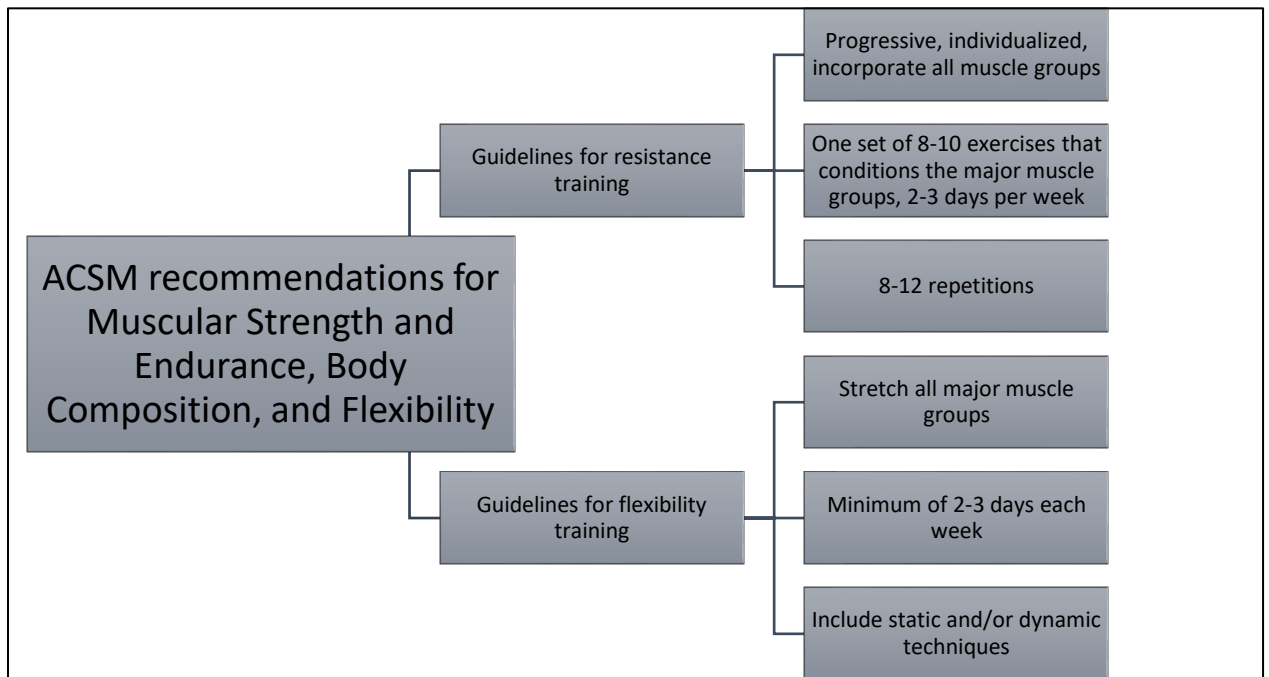 ACSM recommendations for
Muscular Strength and
Endurance, Body
Composition, and Flexibility
Guidelines for resistance
training
Progressive, individualized,
incorporate all muscle groups
One set of 8-10 exercises that
conditions the major muscle
groups, 2-3 days per week
8-12 repetitions
Guidelines for flexibility
training
Stretch all major muscle
groups
Minimum of 2-3 days each
week
Include static and/or dynamic
techniques